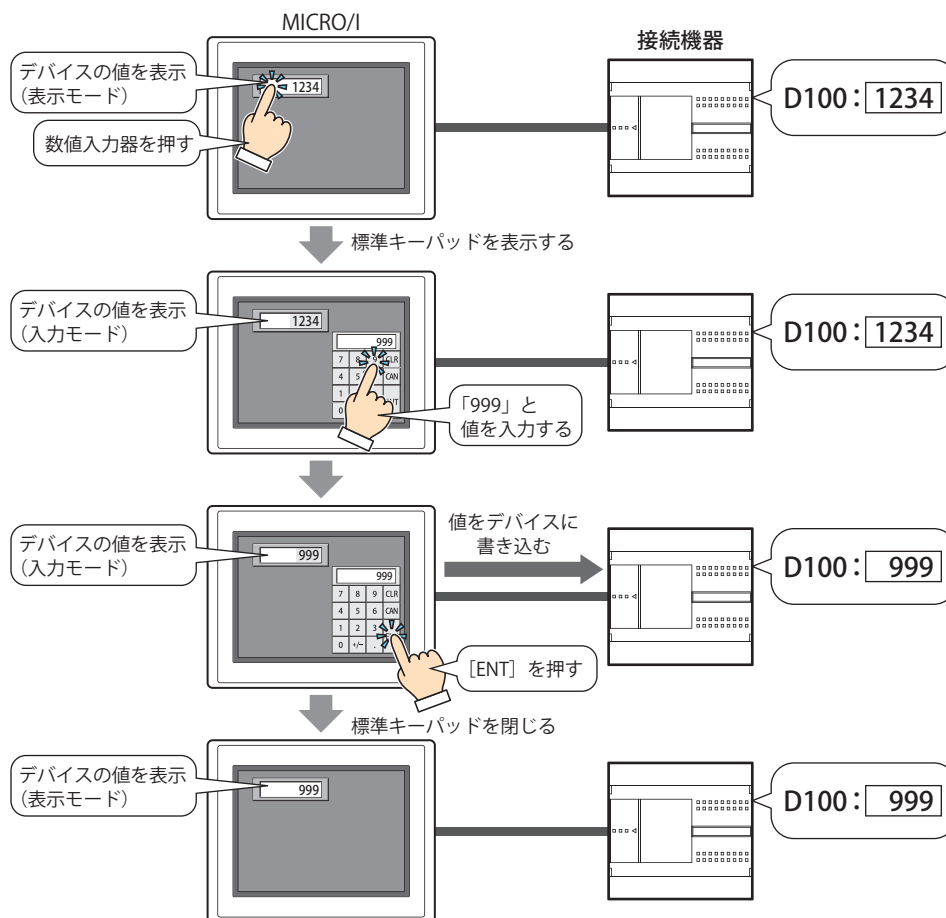 MICRO/I
接続機器
デバイスの値を表示
(表示モード)
1234
D100:1234
数値入力器を押す
標準キーパッドを表示する
デバイスの値を表示
(入力モード)
1234
D100:1234
999
7 8 9 CLR
4 5 CAN
1
0
「999」と
値を入力する
値をデバイスに
書き込む
デバイスの値を表示
(入力モード)
999
D100: 999
999
7 8 9 CLR
4 5 6 CAN
1 2 3
0 +/- .
[ENT] を押す
標準キーパッドを閉じる
デバイスの値を表示
(表示モード)
999
D100: 999